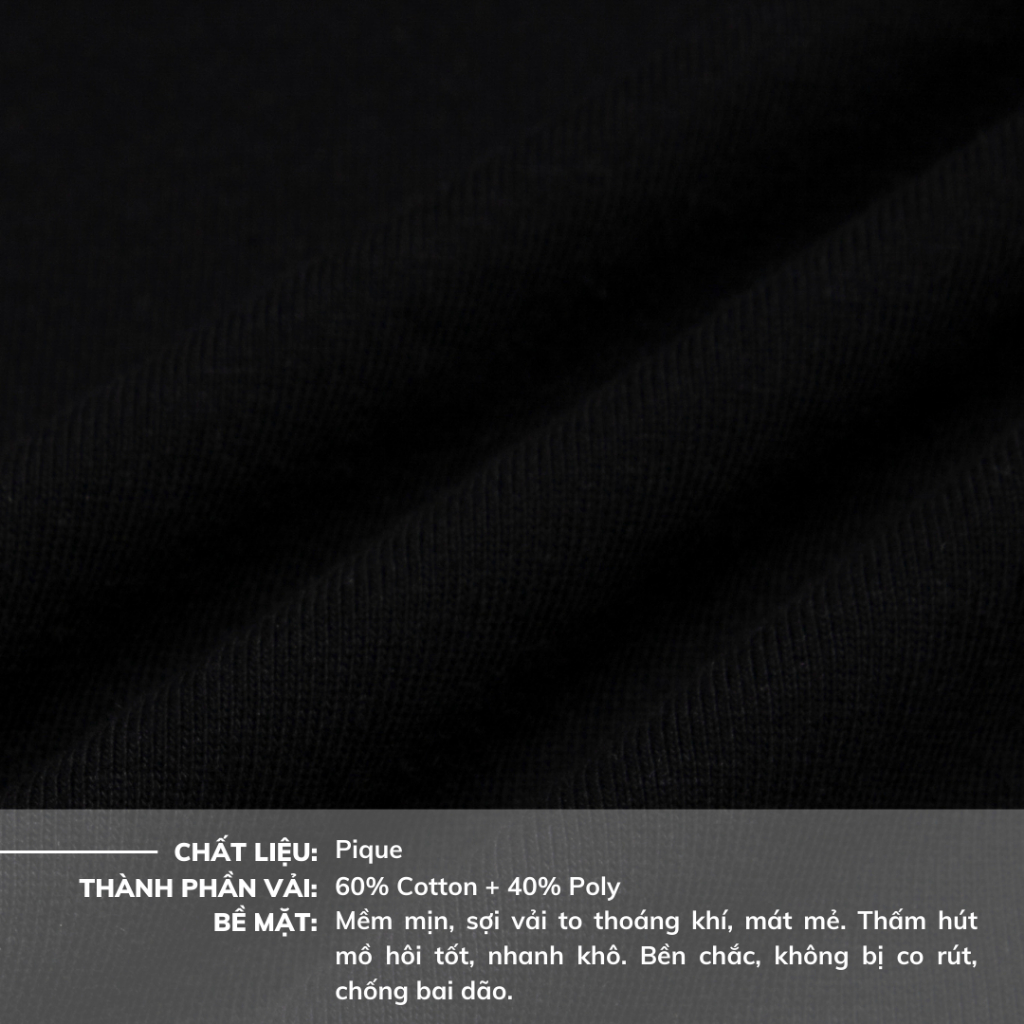 CHẤT LIỆU: Pique
THÀNH PHẦN VẢI: 60% Cotton + 40% Poly
BỀ MẶT: Mềm mịn, sợi vải to thoáng khí, mát mẻ. Thấm hút
mồ hôi tốt, nhanh khô. Bền chắc, không bị co rút,
chống bai dão.